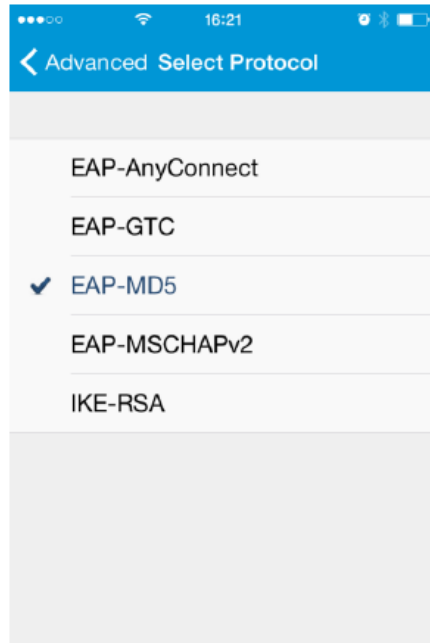 16:21
Advanced Select Protocol
EAP-AnyConnect
EAP-GTC
EAP-MD5
EAP-MSCHAPv2
IKE-RSA